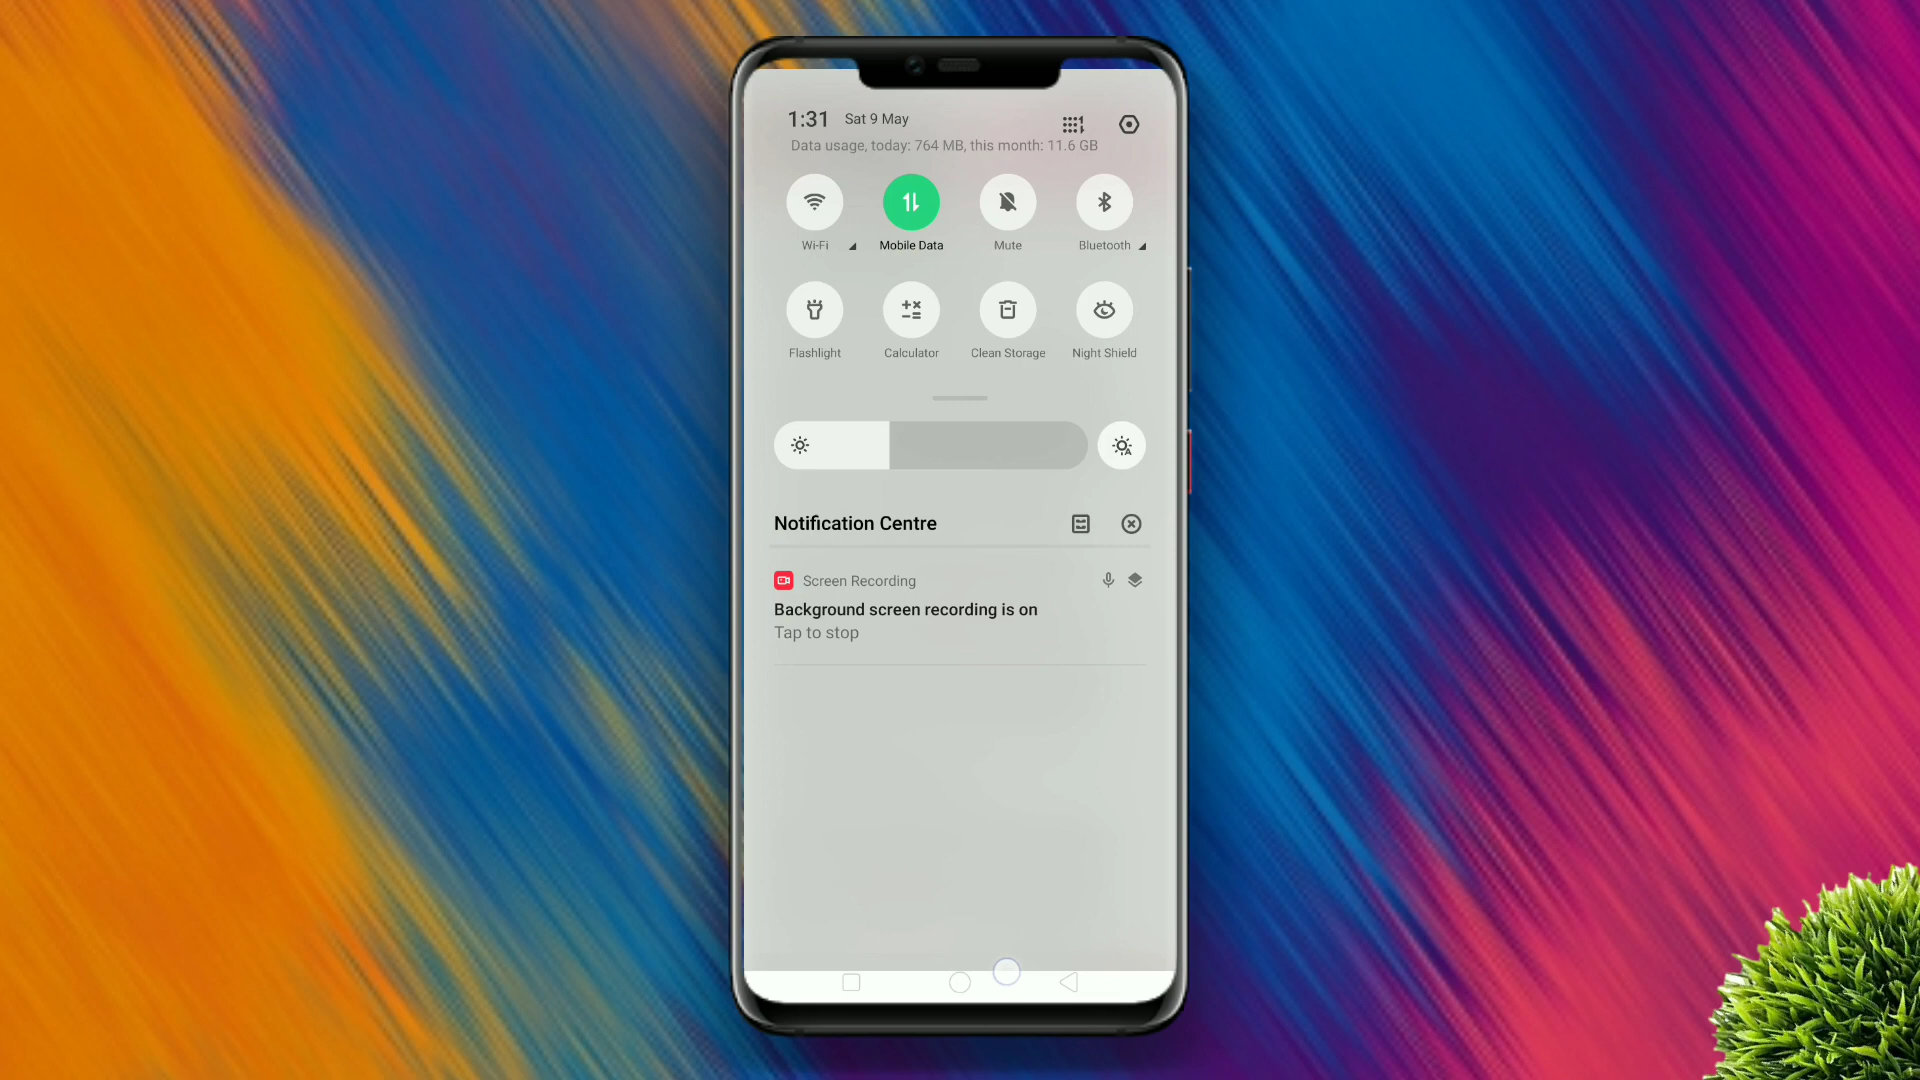 1:31 Sat 9 May
Data usage, today: 764 MB, this month: 11.6 GB
Wi-Fi Mobile Data Mute Bluetooth
Flashlight Calculator Clean Storage Night Shield
Notification Centre
Screen Recording
Background screen recording is on
Tap to stop